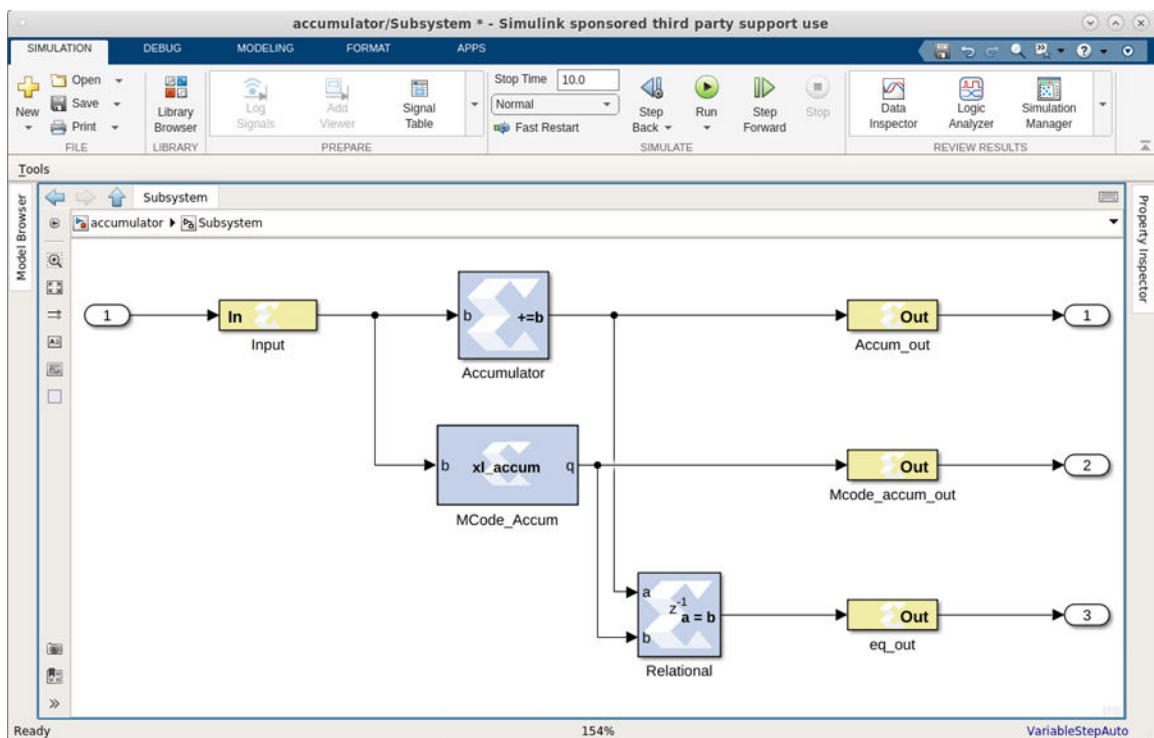 accumulator/Subsystem * - Simulink sponsored third party support use
SIMULATION DEBUG MODELING FORMAT APPS
New
Open
Save
Print
FILE
Library
Browser
LIBRARY
Log
Signals
Add
Viewer
Signal
Table
PREPARE
Stop Time 10.0
Normal
Fast Restart
Step
Back
Run
Step
Forward
Stop
SIMULATE
Data
Inspector
Logic
Analyzer
Simulation
Manager
REVIEW RESULTS
Tools
Model Browser
Property Inspector
Subsystem
accumulator Subsystem
1
In
Input
b +=b
Accumulator
Out
Accum_out
1
b xl_accum q
MCode_Accum
Out
Mcode_accum_out
2
a
z-1
a = b
b
Relational
Out
eq_out
3
Ready 154% VariableStepAuto